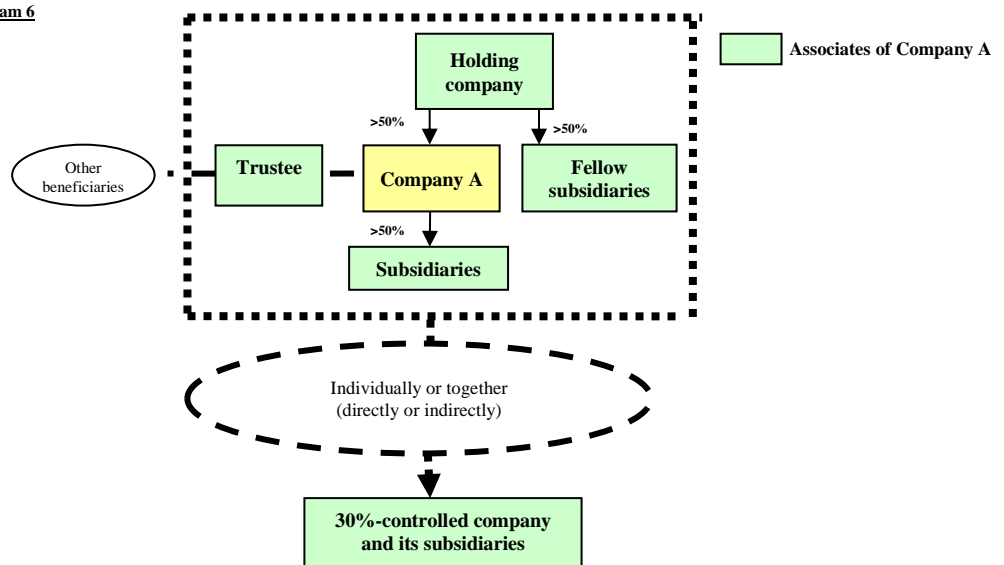 am 6
Associates of Company A
Holding
company
>50%
>50%
Other
beneficiaries
Trustee
Company A
Fellow
subsidiaries
>50%
Subsidiaries
Individually or together
(directly or indirectly)
30%-controlled company
and its subsidiaries